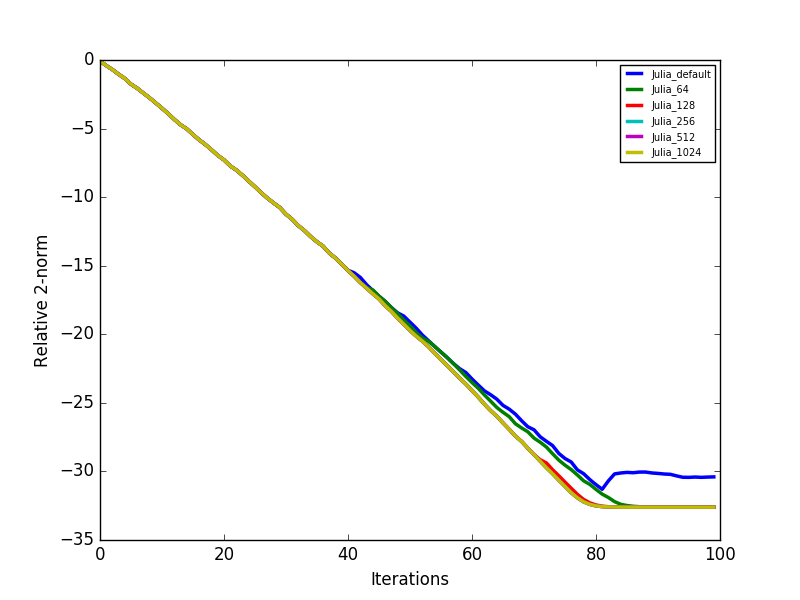 0
−5
−10
−15
−20
−25
−30
−35
Relative 2-norm
0
20
40
60
80
100
Iterations
Julia_default
Julia_64
Julia_128
Julia_256
Julia_512
Julia_1024